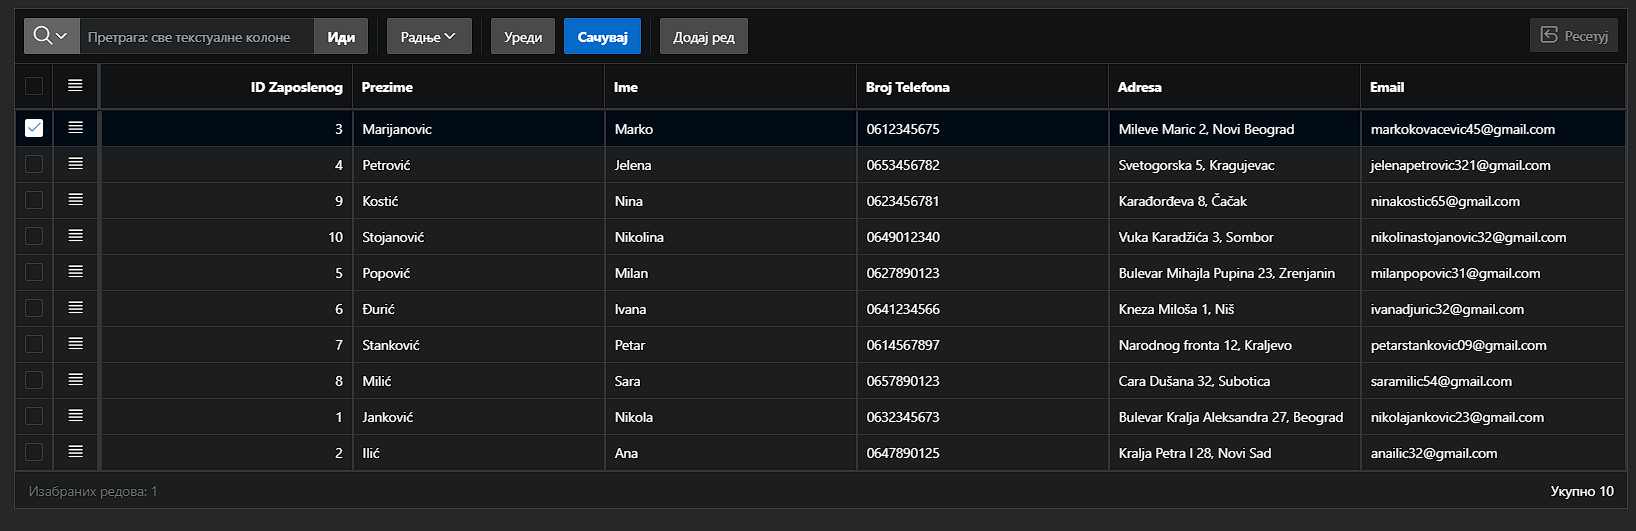 Претрага: све текстуалне колоне Иди Радње Уреди Сачувај Додај ред Ресетуј
ID Zaposlenog Prezime Ime Broj Telefona Adresa Email
3 Marijanovic Marko 0612345675 Mileve Maric 2, Novi Beograd markokovacevic45@gmail.com
4 Petrović Jelena 0653456782 Svetogorska 5, Kragujevac jelenapetrovic321@gmail.com
9 Kostić Nina 0623456781 Karađorđeva 8, Čačak ninakostic65@gmail.com
10 Stojanović Nikolina 0649012340 Vuka Karadžića 3, Sombor nikolinastojanovic32@gmail.com
5 Popović Milan 0627890123 Bulevar Mihajla Pupina 23, Zrenjanin milanpopovic31@gmail.com
6 Đurić Ivana 0641234566 Kneza Miloša 1, Niš ivanadjuric32@gmail.com
7 Stanković Petar 0614567897 Narodnog fronta 12, Kraljevo petarstankovic09@gmail.com
8 Milić Sara 0657890123 Cara Dušana 32, Subotica saramilic54@gmail.com
1 Janković Nikola 0632345673 Bulevar Kralja Aleksandra 27, Beograd nikolajankovic23@gmail.com
2 Ilić Ana 0647890125 Kralja Petra I 28, Novi Sad anailic32@gmail.com
Изабраних редова: 1 Укупно 10